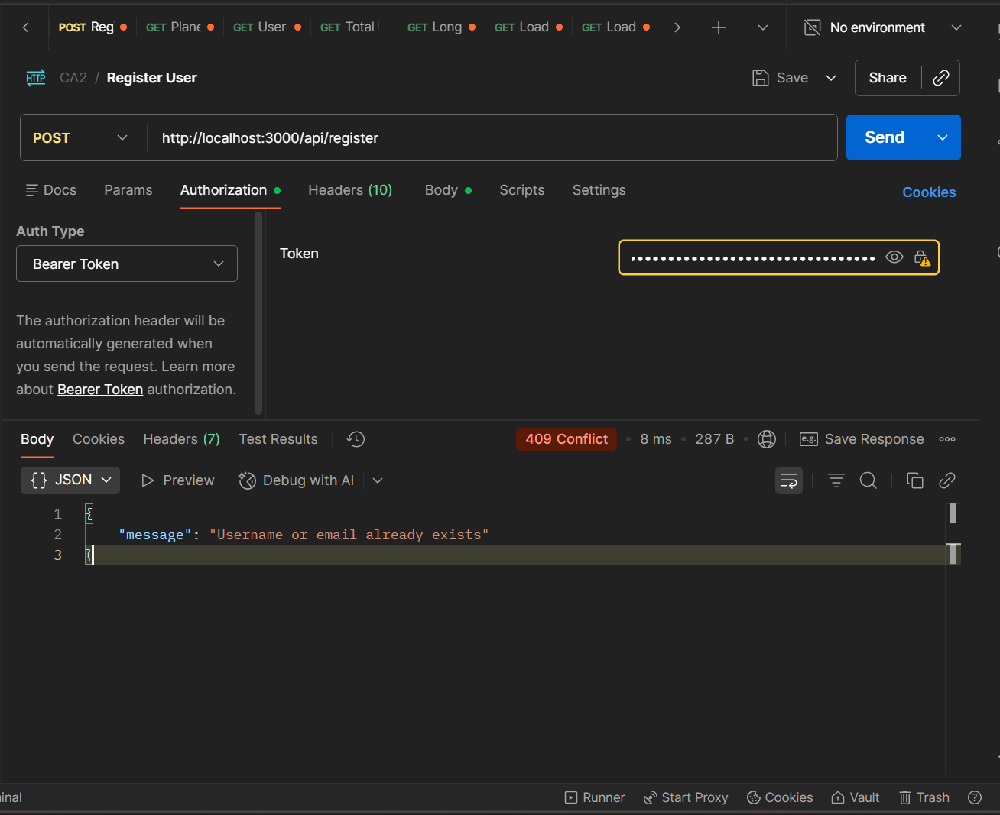 POST Reg GET Plane GET User- GET Total GET Long GET Load GET Load No environment
HTTP CA2 / Register User Save Share
POST http://localhost:3000/api/register Send
Docs Params Authorization Headers (10) Body Scripts Settings Cookies
Auth Type
Bearer Token
Token
The authorization header will be
automatically generated when
you send the request. Learn more
about Bearer Token authorization.
Body Cookies Headers (7) Test Results 409 Conflict • 8 ms • 287 B • e.g. Save Response
{} JSON Preview Debug with AI
1 {
2 "message": "Username or email already exists"
3 }
inal Runner Start Proxy Cookies Vault Trash